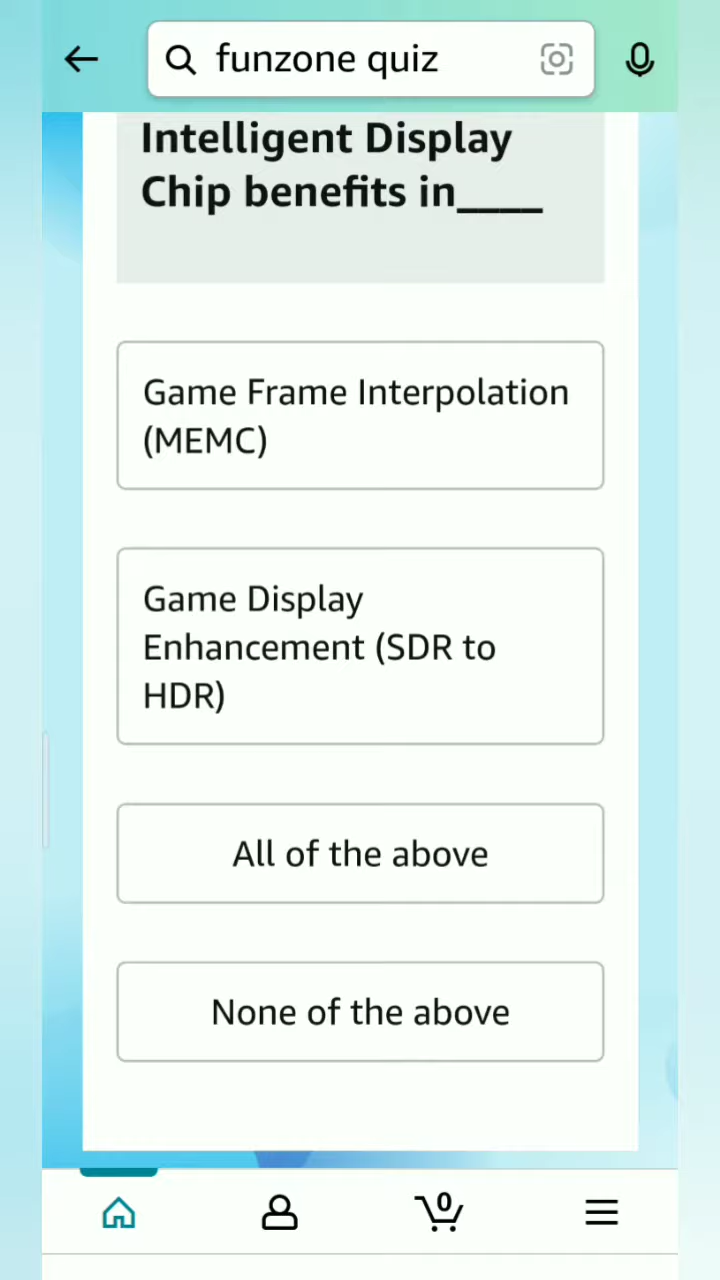 funzone quiz
Intelligent Display
Chip benefits in____
Game Frame Interpolation
(MEMC)
Game Display
Enhancement (SDR to
HDR)
All of the above
None of the above
0